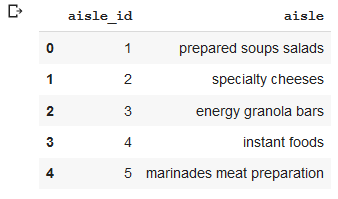 aisle_id aisle
0 1 prepared soups salads
1 2 specialty cheeses
2 3 energy granola bars
3 4 instant foods
4 5 marinades meat preparation